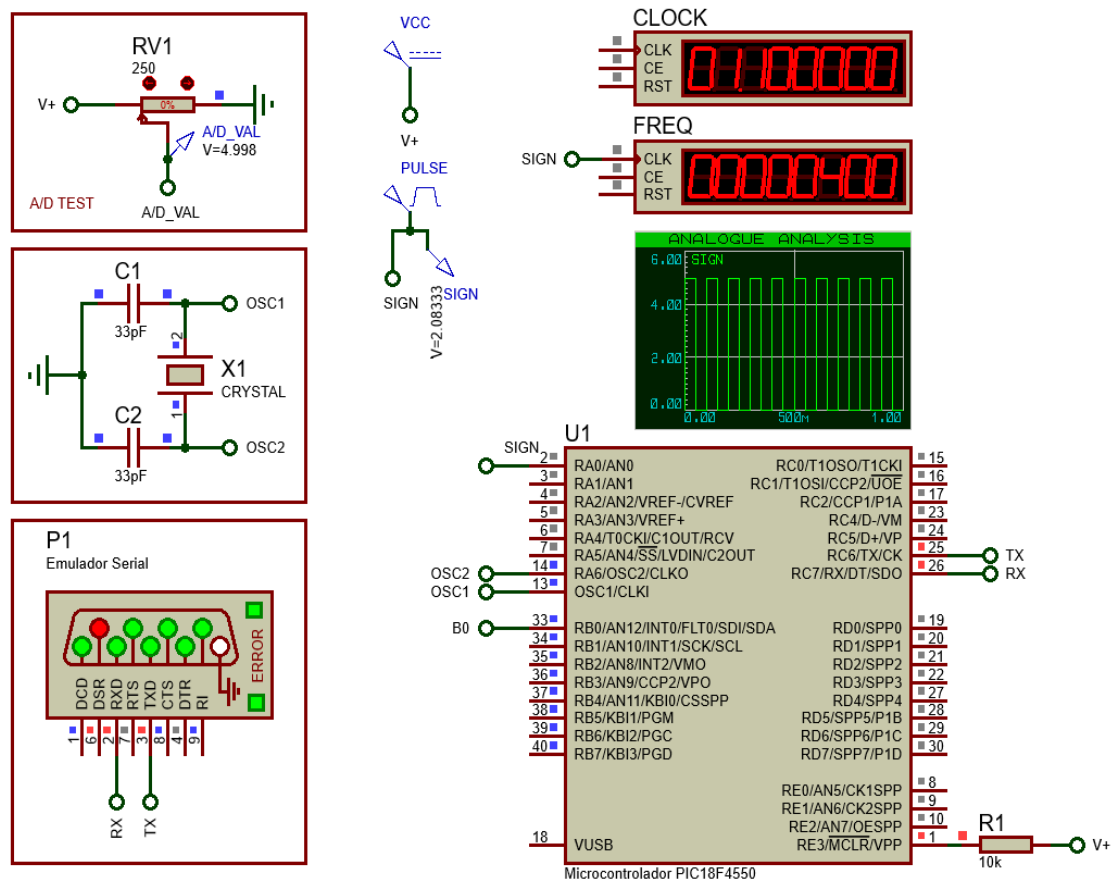 RV1
250
V+
0%
A/D_VAL
V=4.998
A/D TEST
A/D_VAL
VCC
V+
PULSE
SIGN
SIGN
V=2.08333
CLOCK
CLK
CE
RST
01.100000
FREQ
SIGN
CLK
CE
RST
00000400
ANALOGUE ANALYSIS
6.00
SIGN
4.00
2.00
0.00
0.00 500m 1.00
C1
33pF
OSC1
2
X1
CRYSTAL
1
C2
33pF
OSC2
P1
Emulador Serial
ERROR
DCD
DSR
RXD
RTS
TXD
CTS
DTR
RI
1 6 2 7 3 8 4 9
RX TX
U1
SIGN 2 RA0/AN0 RC0/T1OSO/T1CKI 15
3 RA1/AN1 RC1/T1OSI/CCP2/UOE 16
4 RA2/AN2/VREF-/CVREF RC2/CCP1/P1A 17
5 RA3/AN3/VREF+ RC4/D-/VM 23
6 RA4/T0CKI/C1OUT/RCV RC5/D+/VP 24
7 RA5/AN4/SS/LVDIN/C2OUT RC6/TX/CK 25 TX
OSC2 14 RA6/OSC2/CLKO RC7/RX/DT/SDO 26 RX
OSC1 13 OSC1/CLKI
B0 33 RB0/AN12/INT0/FLT0/SDI/SDA RD0/SPP0 19
34 RB1/AN10/INT1/SCK/SCL RD1/SPP1 20
35 RB2/AN8/INT2/VMO RD2/SPP2 21
36 RB3/AN9/CCP2/VPO RD3/SPP3 22
37 RB4/AN11/KBI0/CSSPP RD4/SPP4 27
38 RB5/KBI1/PGM RD5/SPP5/P1B 28
39 RB6/KBI2/PGC RD6/SPP6/P1C 29
40 RB7/KBI3/PGD RD7/SPP7/P1D 30
RE0/AN5/CK1SPP 8
RE1/AN6/CK2SPP 9
RE2/AN7/OESPP 10
18 VUSB RE3/MCLR/VPP 1
R1
10k
V+
Microcontrolador PIC18F4550